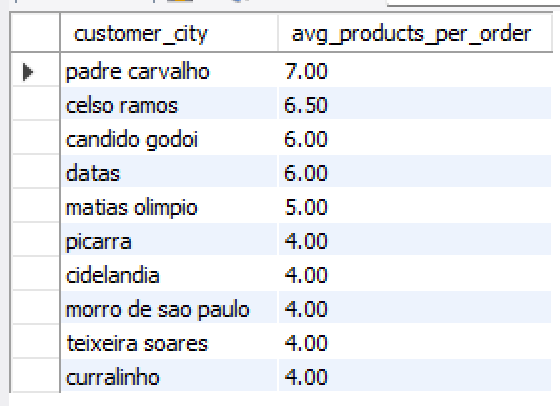 customer_city avg_products_per_order
padre carvalho 7.00
celso ramos 6.50
candido godoi 6.00
datas 6.00
matias olimpio 5.00
picarra 4.00
cidelandia 4.00
morro de sao paulo 4.00
teixeira soares 4.00
curralinho 4.00